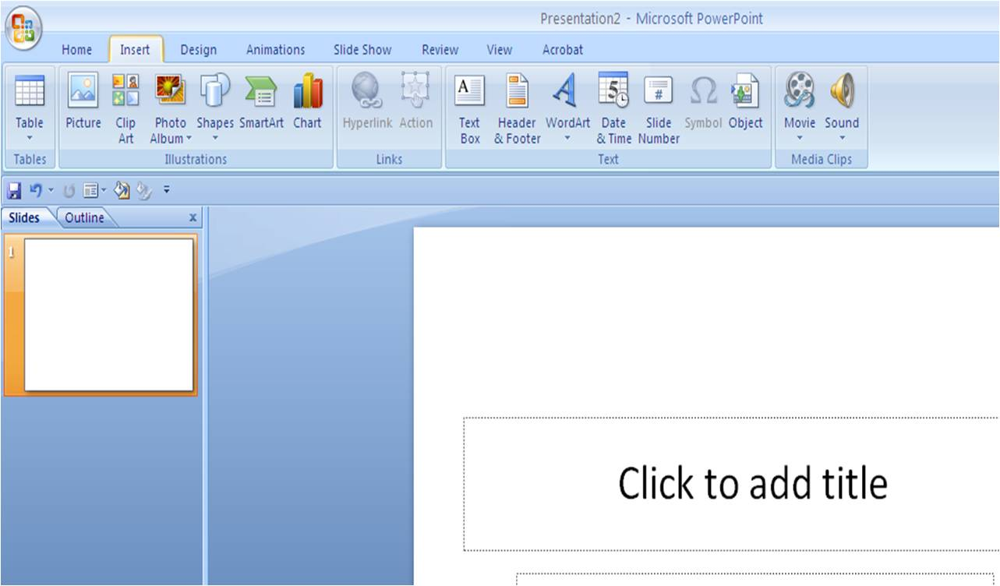 Presentation2 - Microsoft PowerPoint
Home Insert Design Animations Slide Show Review View Acrobat
Table Picture Clip Art Photo Album Shapes SmartArt Chart Hyperlink Action Text Box Header & Footer WordArt Date & Time Slide Number Symbol Object Movie Sound
Tables Illustrations Links Text Media Clips
Slides Outline x
1
Click to add title